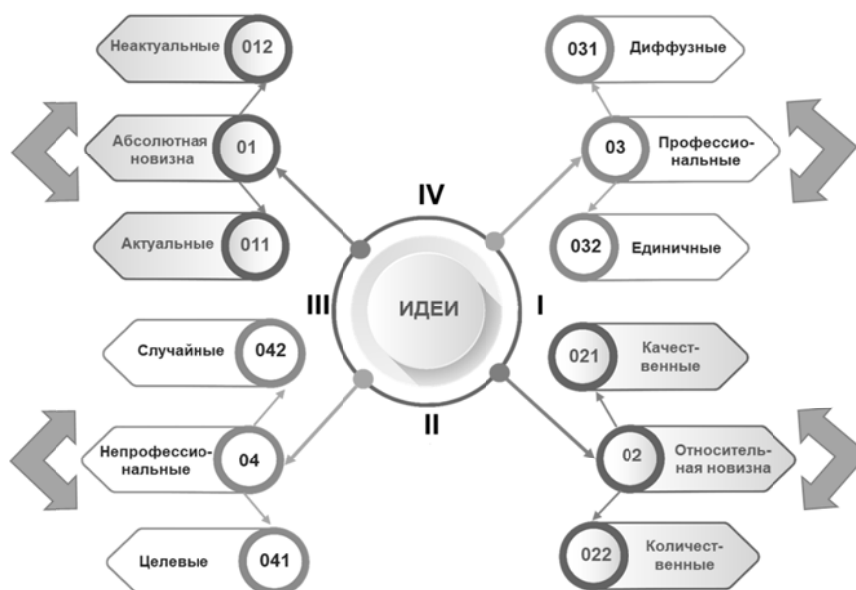 Неактуальные
012
Абсолютная
новизна
01
Актуальные
011
031
Диффузные
03
Профессио-
нальные
032
Единичные
IV
III
ИДЕИ
I
II
Случайные
042
Непрофессио-
нальные
04
Целевые
041
021
Качест-
венные
02
Относитель-
ная новизна
022
Количест-
венные